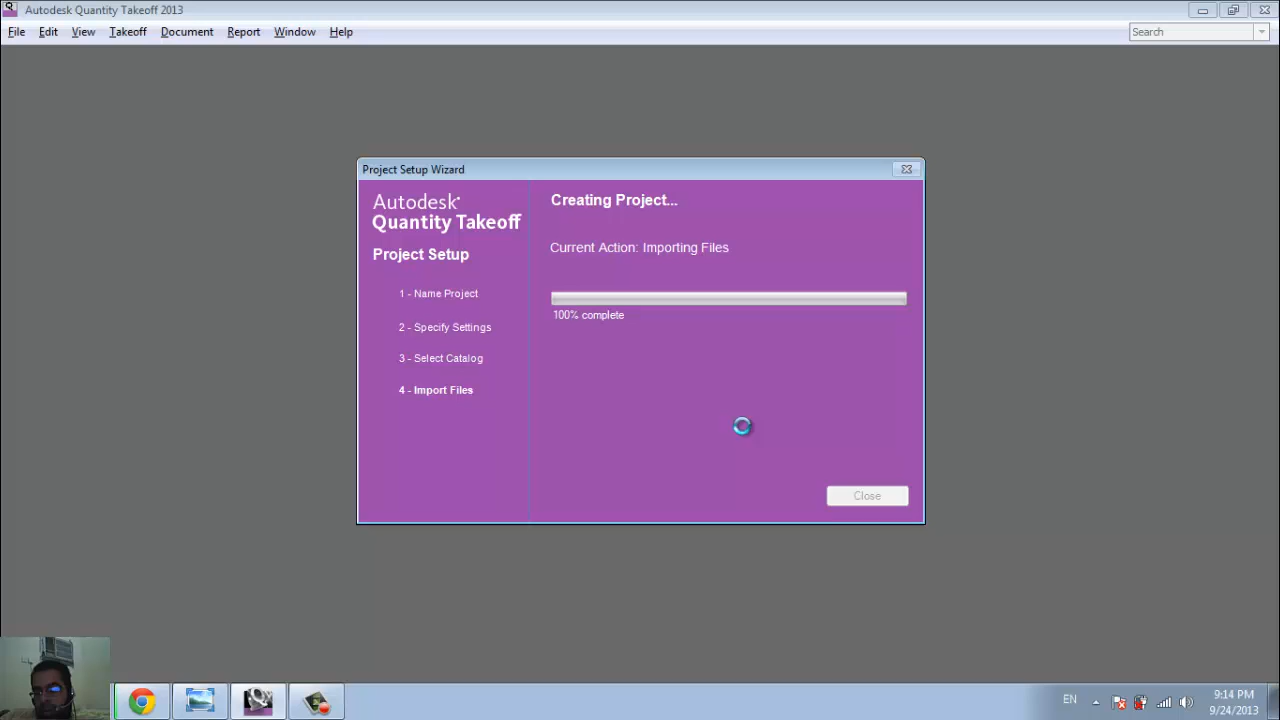 Autodesk Quantity Takeoff 2013
File Edit View Takeoff Document Report Window Help
Search
Project Setup Wizard
Autodesk
Quantity Takeoff
Project Setup
1 - Name Project
2 - Specify Settings
3 - Select Catalog
4 - Import Files
Creating Project...
Current Action: Importing Files
100% complete
Close
EN
9:14 PM
9/24/2013